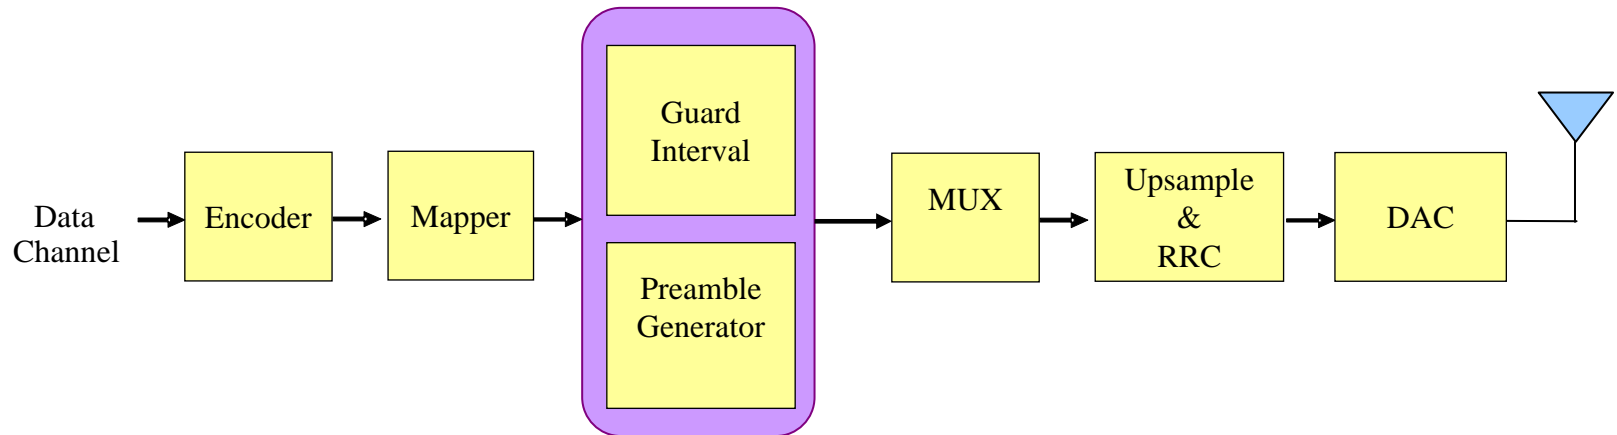 Data
Channel
Encoder
Mapper
Guard
Interval
Preamble
Generator
MUX
Upsample
&
RRC
DAC